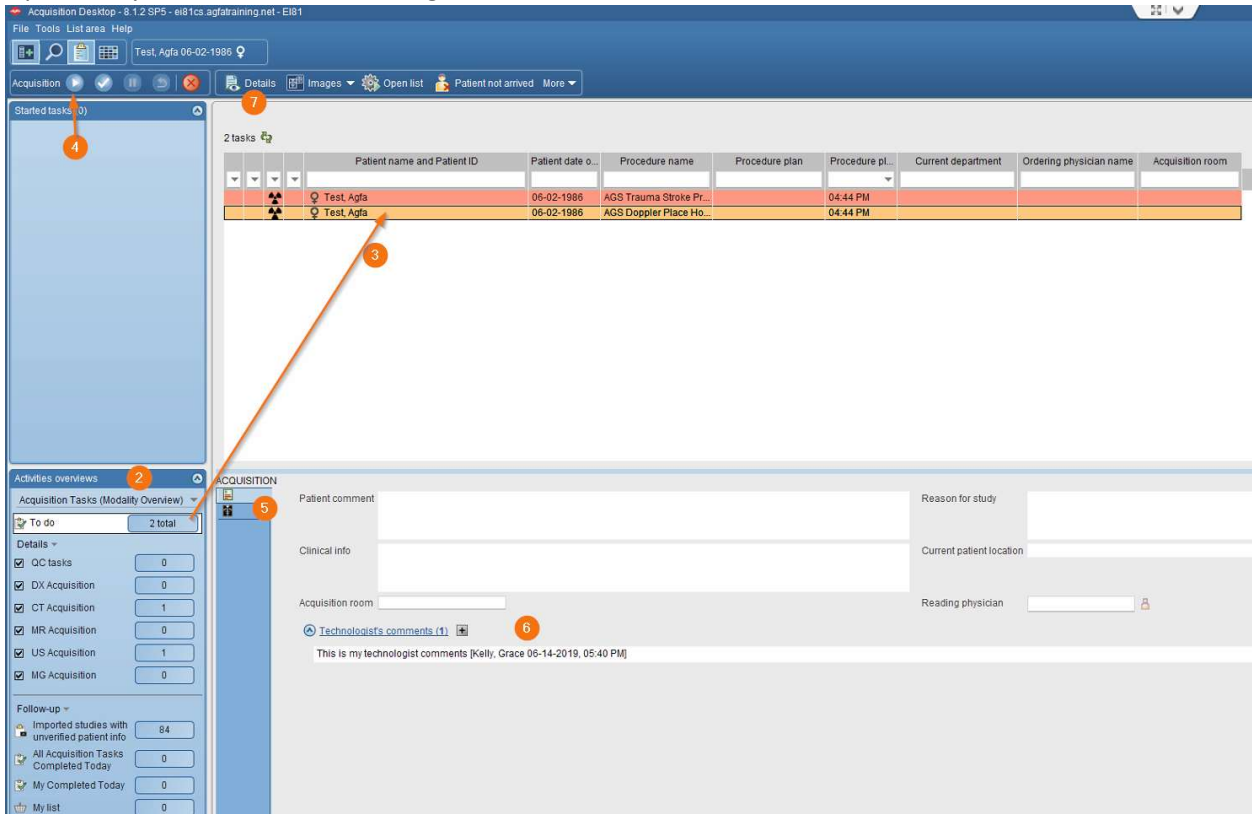 Acquisition Desktop - 8.1.2 SP5 - ei81cs.agfatraining.net - EI81
File Tools List area Help
Test, Agfa 06-02-1986
Acquisition
Details Images Open list Patient not arrived More
7
Started tasks (0)
4
2 tasks
Patient name and Patient ID Patient date o... Procedure name Procedure plan Procedure pl... Current department Ordering physician name Acquisition room
Test, Agfa 06-02-1986 AGS Trauma Stroke Pr... 04:44 PM
Test, Agfa 06-02-1986 AGS Doppler Place Ho... 04:44 PM
3
Activities overviews 2
Acquisition Tasks (Modality Overview)
To do 2 total
Details
QC tasks 0
DX Acquisition 0
CT Acquisition 1
MR Acquisition 0
US Acquisition 1
MG Acquisition 0
Follow-up
Imported studies with
unverified patient info 84
All Acquisition Tasks
Completed Today 0
My Completed Today 0
My list 0
ACQUISITION
5
Patient comment
Reason for study
Clinical info
Current patient location
Acquisition room
Reading physician
Technologist's comments (1)
6
This is my technologist comments [Kelly, Grace 06-14-2019, 05:40 PM]